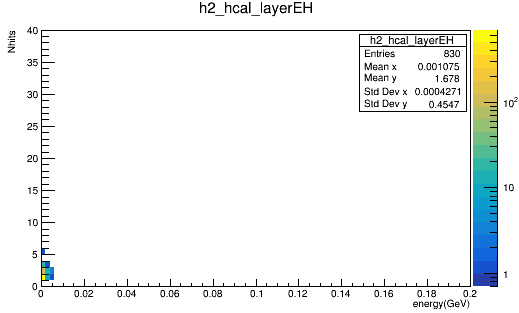 h2_hcal_layerEH
Nhits
h2_hcal_layerEH
Entries 830
Mean x 0.001075
Mean y 1.678
Std Dev x 0.0004271
Std Dev y 0.4547
40
35
30
25
20
15
10
5
0
0 0.02 0.04 0.06 0.08 0.1 0.12 0.14 0.16 0.18 0.2
energy(GeV)
10²
10
1